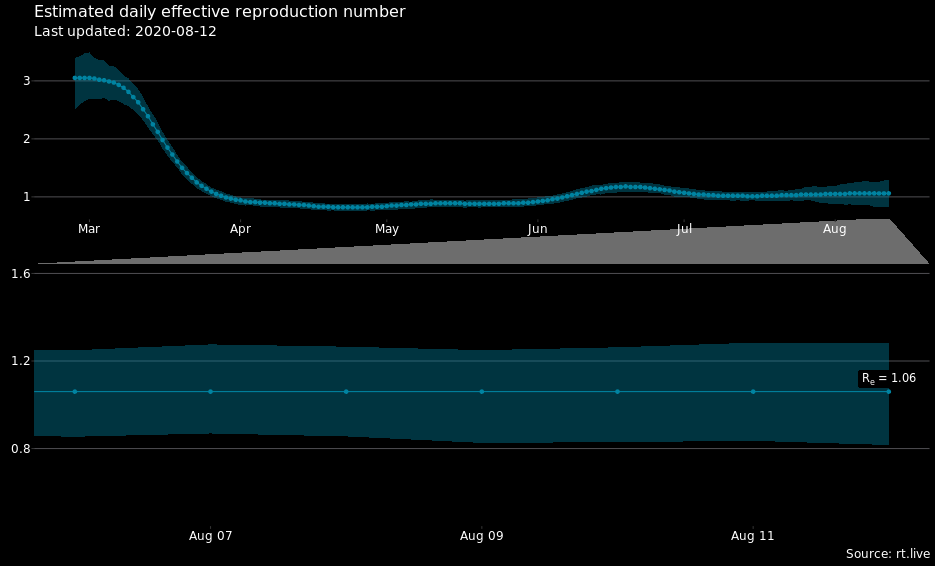 Estimated daily effective reproduction number
Last updated: 2020-08-12
3
2
1
Mar Apr May Jun Jul Aug
1.6
1.2
Re = 1.06
0.8
Aug 07 Aug 09 Aug 11
Source: rt.live